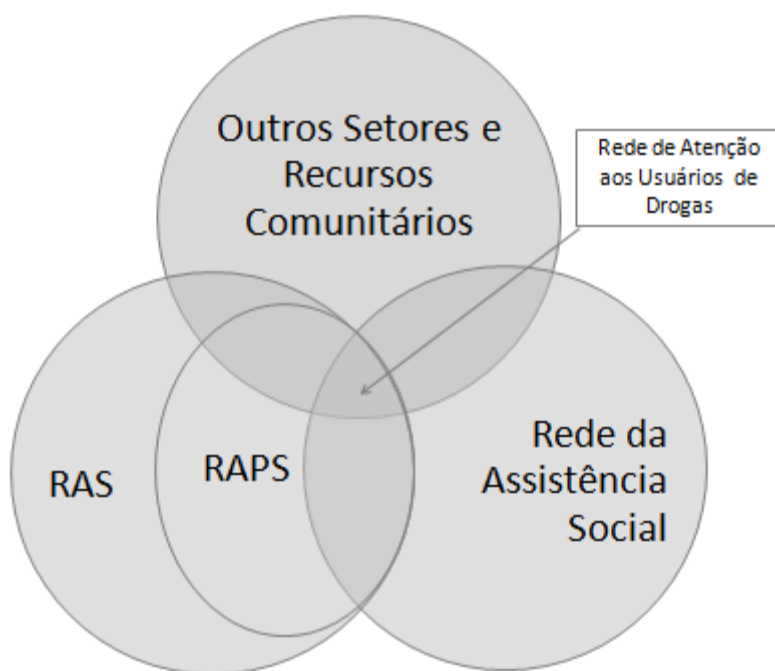 Outros Setores e
Recursos
Comunitários
Rede de Atenção
aos Usuários de
Drogas
RAS
RAPS
Rede da
Assistência
Social